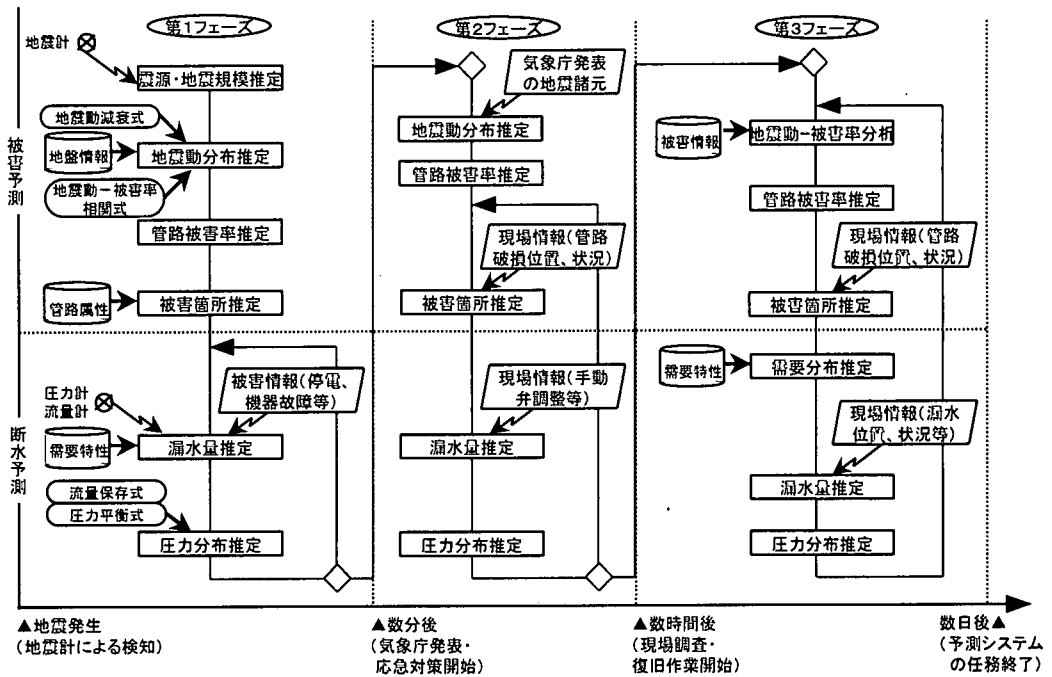 第1フェーズ
第2フェーズ
第3フェーズ
被害予測
断水予測
地震計
震源・地震規模推定
地震動減衰式
地盤情報
地震動分布推定
地震動－被害率
相関式
管路被害率推定
管路属性
被害箇所推定
被害情報（停電、
機器故障等）
圧力計
流量計
需要特性
漏水量推定
流量保存式
圧力平衡式
圧力分布推定
気象庁発表
の地震諸元
地震動分布推定
管路被害率推定
現場情報（管路
破損位置、状況）
被害箇所推定
現場情報（手動
弁調整等）
漏水量推定
圧力分布推定
被害情報
地震動－被害率分析
管路被害率推定
現場情報（管路
破損位置、状況）
被害箇所推定
需要特性
需要分布推定
現場情報（漏水
位置、状況等）
漏水量推定
圧力分布推定
▲地震発生
（地震計による検知）
▲数分後
（気象庁発表・
応急対策開始）
▲数時間後
（現場調査・
復旧作業開始）
数日後▲
（予測システム
の任務終了）